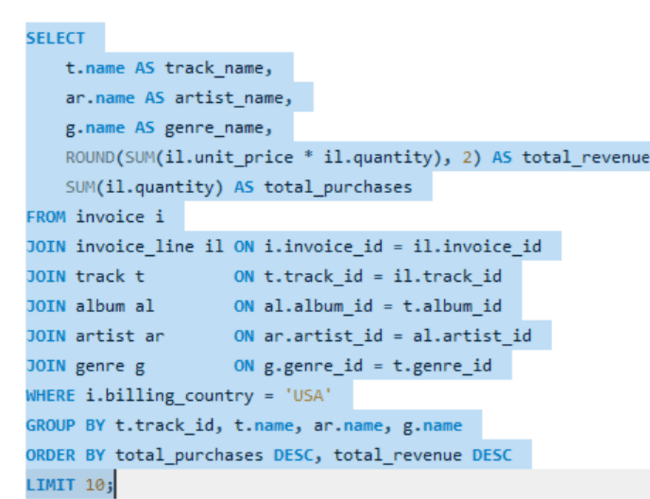 SELECT
t.name AS track_name,
ar.name AS artist_name,
g.name AS genre_name,
ROUND(SUM(il.unit_price * il.quantity), 2) AS total_revenue
SUM(il.quantity) AS total_purchases
FROM invoice i
JOIN invoice_line il ON i.invoice_id = il.invoice_id
JOIN track t ON t.track_id = il.track_id
JOIN album al ON al.album_id = t.album_id
JOIN artist ar ON ar.artist_id = al.artist_id
JOIN genre g ON g.genre_id = t.genre_id
WHERE i.billing_country = 'USA'
GROUP BY t.track_id, t.name, ar.name, g.name
ORDER BY total_purchases DESC, total_revenue DESC
LIMIT 10;